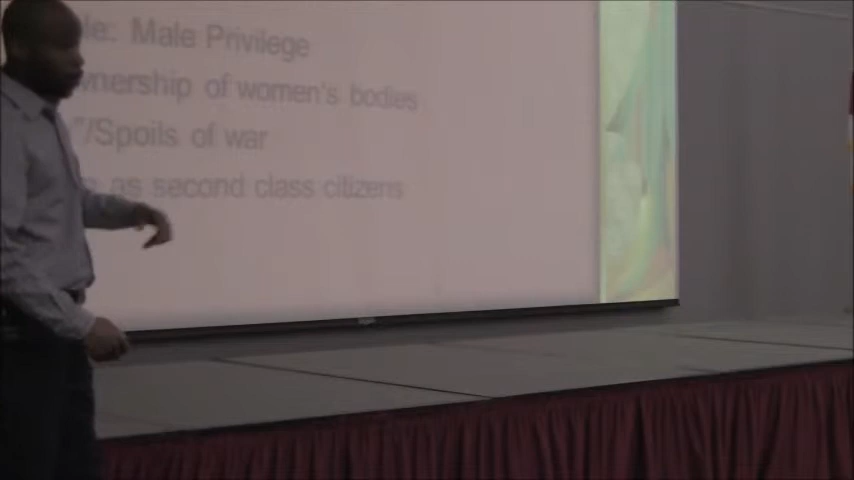 le: Male Privilege
wnership of women's bodies
"/Spoils of war
s as second class citizens